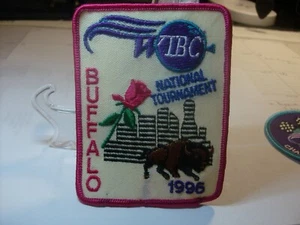 WIBC
NATIONAL
TOURNAMENT
BUFFALO
1996